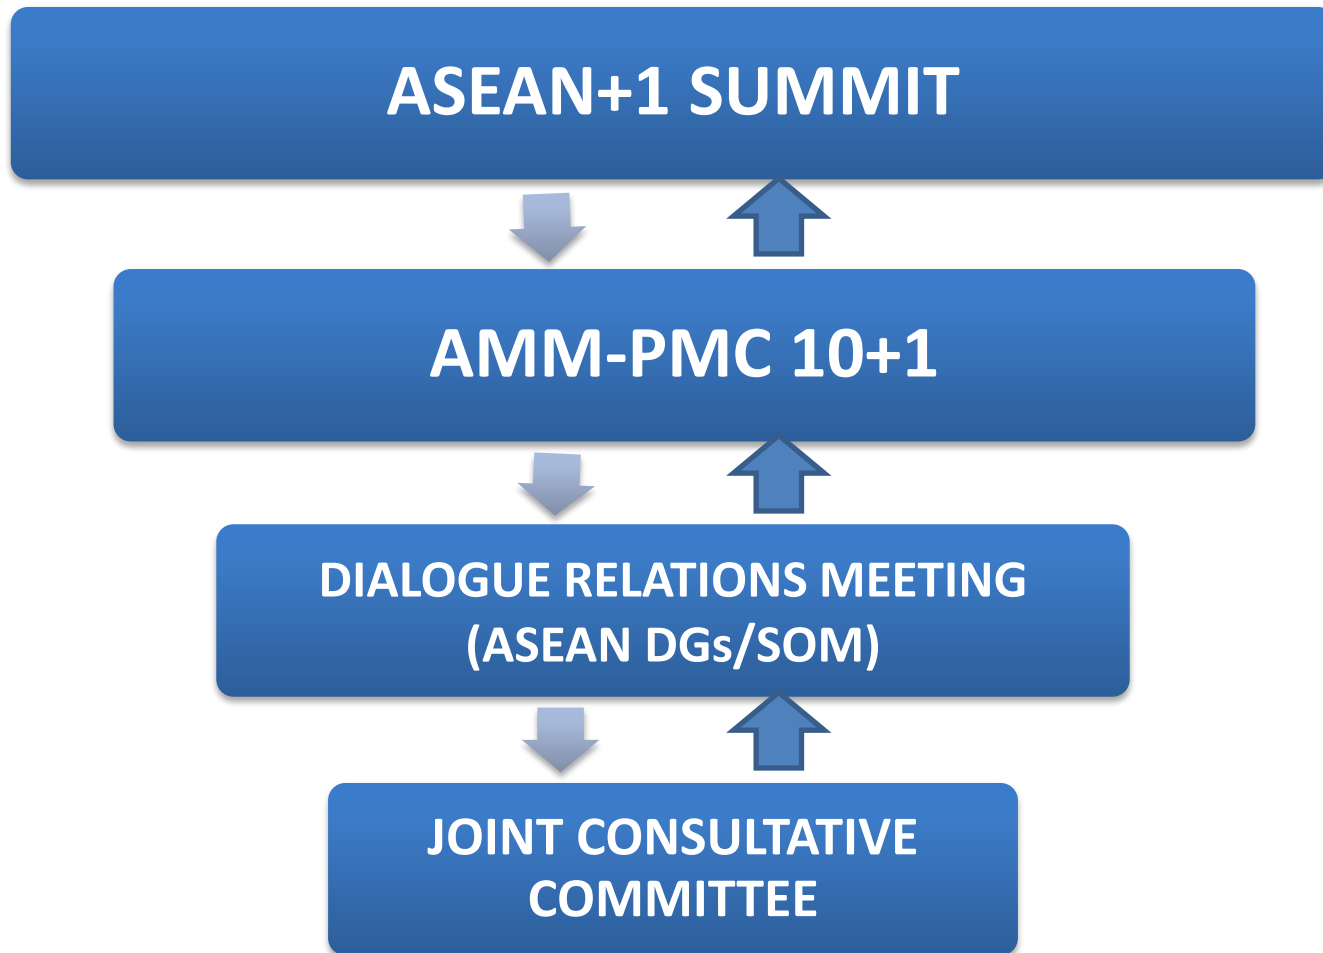 ASEAN+1 SUMMIT
AMM-PMC 10+1
DIALOGUE RELATIONS MEETING
(ASEAN DGs/SOM)
JOINT CONSULTATIVE
COMMITTEE